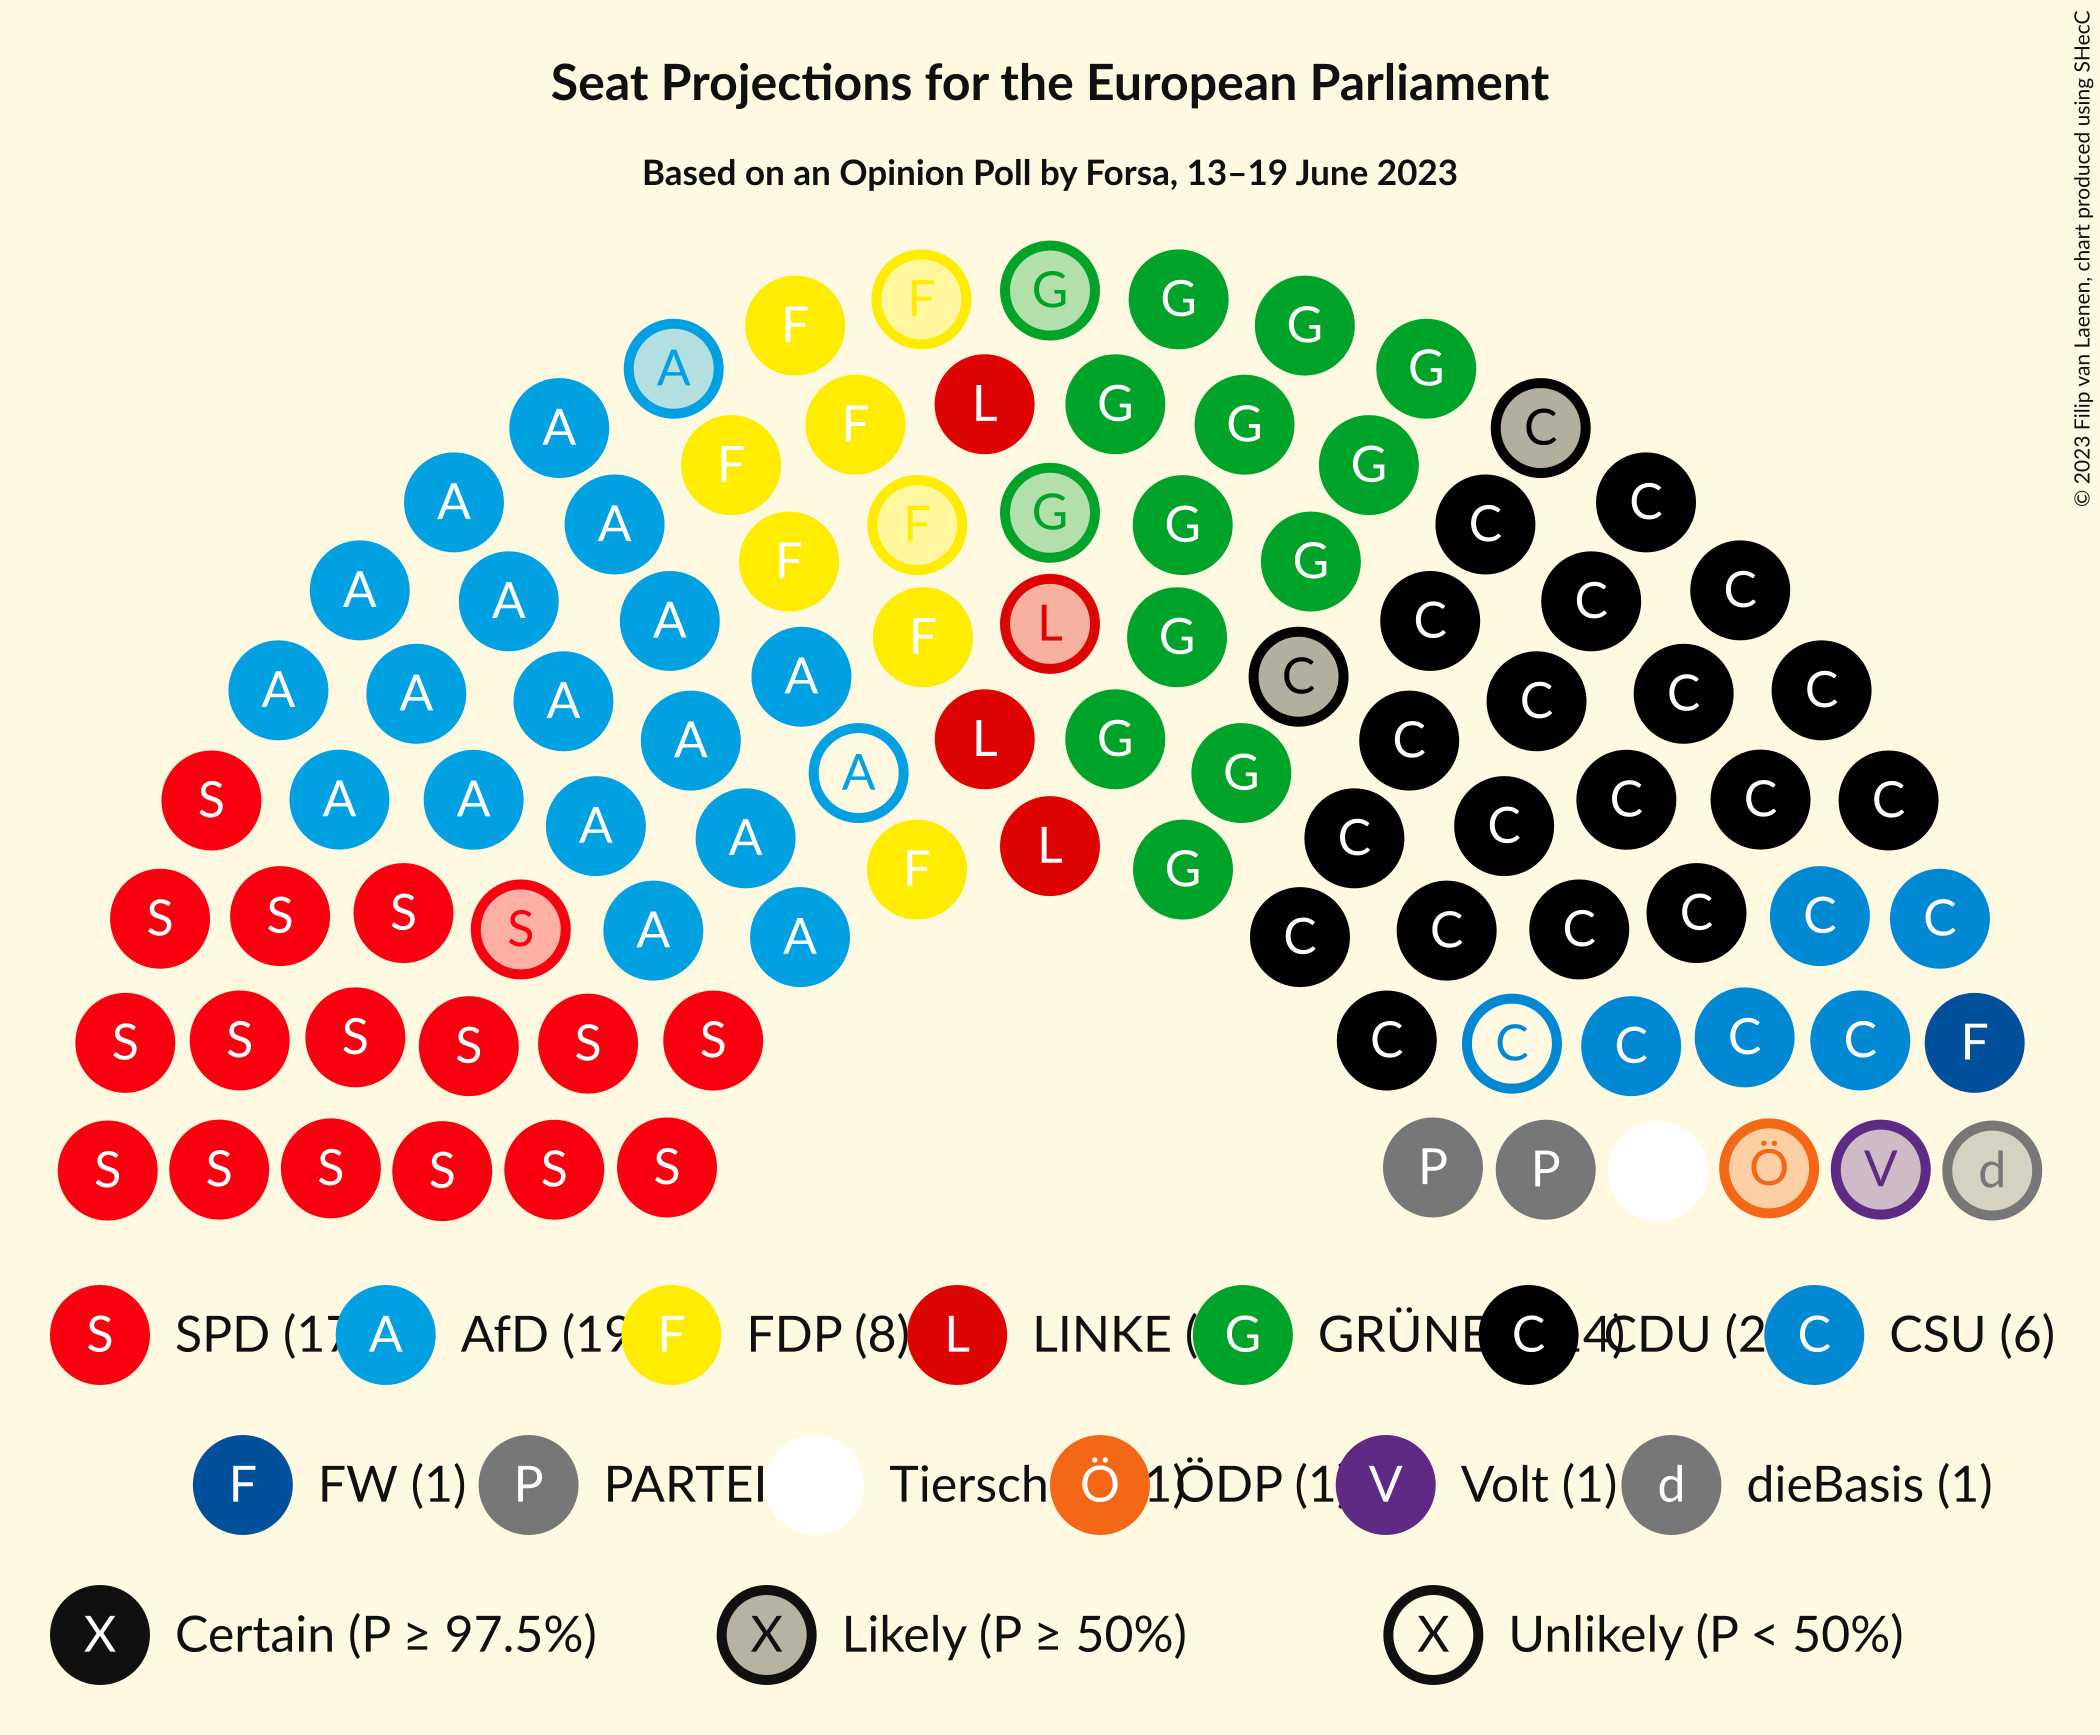 Seat Projections for the European Parliament
Based on an Opinion Poll by Forsa, 13–19 June 2023
© 2023 Filip van Laenen, chart produced using SHecC
G
F G
F G
A G
F G
L G
A C
F G
A C
G
A F G C
A C
F G
A C
A L C
A F G C
A A C C
A C
A A C C
A L G C
A G
S A A C C C
A C
A C
L
S F G
S S C C C
S A C C
A C
S S S C C C F
S S S C C C
S S S P P Ö
S S S V d
S SPD (17 A AfD (19 F FDP (8) L LINKE ( G GRÜNE C 4) CDU (2 C CSU (6)
F FW (1) P PARTEI Tiersch Ö 1) ÖDP (1) V Volt (1) d dieBasis (1)
X Certain (P ≥ 97.5%) X Likely (P ≥ 50%) X Unlikely (P < 50%)